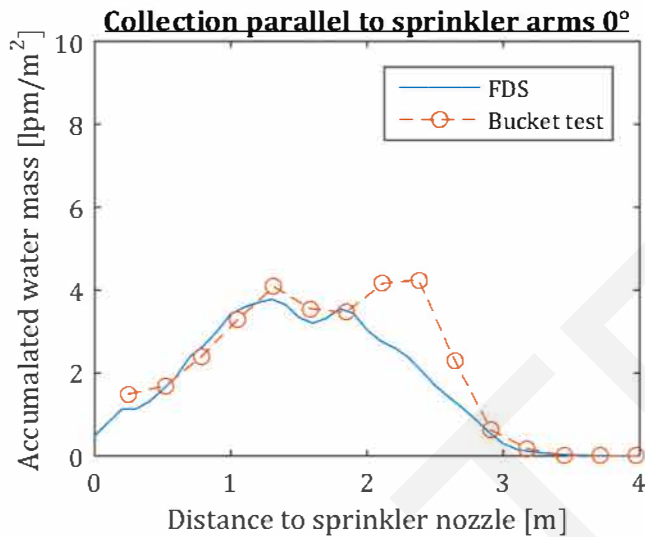 Collection parallel to sprinkler arms 0°
Accumalated water mass [lpm/m²]
10
8
6
4
2
0
FDS
Bucket test
0 1 2 3 4
Distance to sprinkler nozzle [m]